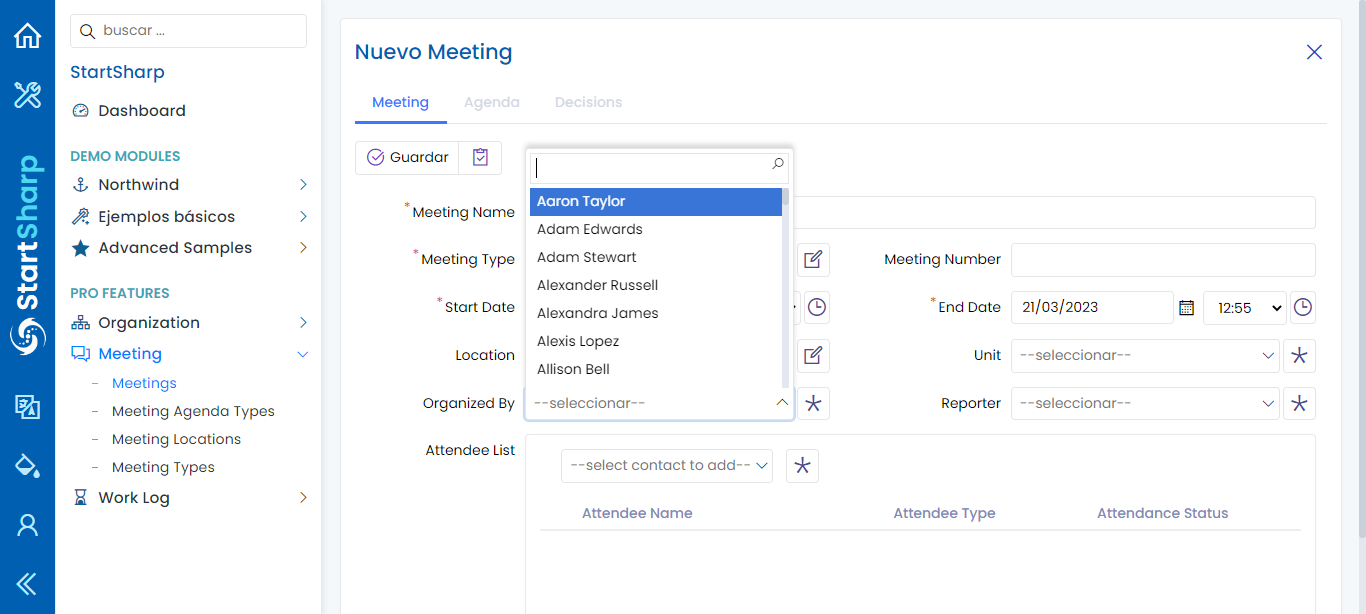 buscar ...
StartSharp
Dashboard
DEMO MODULES
Northwind
Ejemplos básicos
Advanced Samples
PRO FEATURES
Organization
Meeting
- Meetings
- Meeting Agenda Types
- Meeting Locations
- Meeting Types
Work Log
StartSharp
Nuevo Meeting
Meeting Agenda Decisions
Guardar
Aaron Taylor
Adam Edwards
Adam Stewart
Alexander Russell
Alexandra James
Alexis Lopez
Allison Bell
*Meeting Name
*Meeting Type
Meeting Number
*Start Date
*End Date 21/03/2023 12:55
Location
Unit --seleccionar--
Organized By --seleccionar--
Reporter --seleccionar--
Attendee List
--select contact to add--
Attendee Name Attendee Type Attendance Status